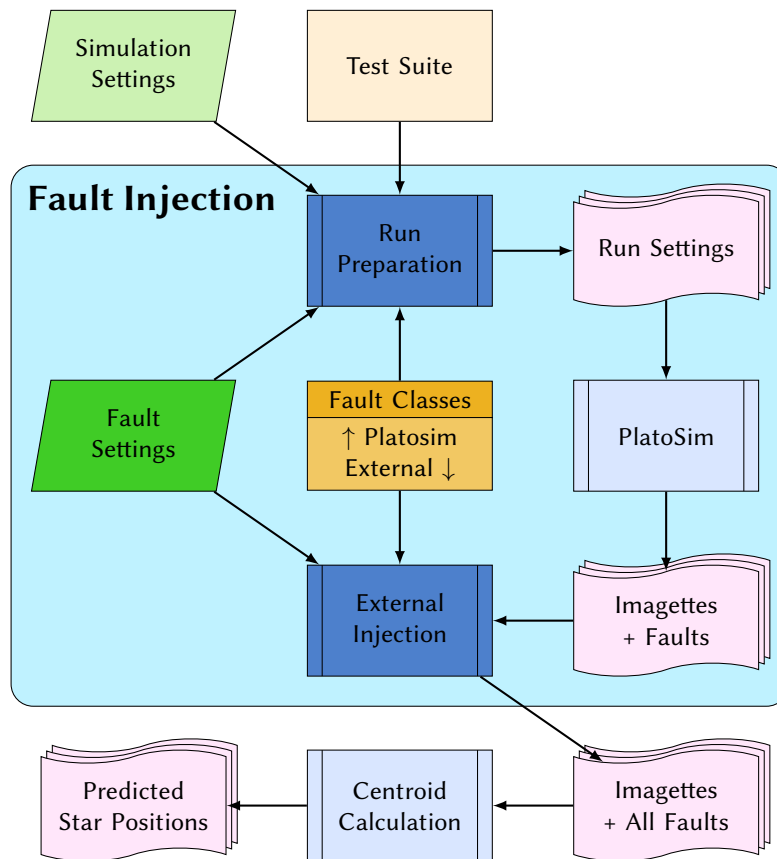 Simulation
Settings
Test Suite
Fault Injection
Run
Preparation
Run Settings
Fault
Settings
Fault Classes
↑ Platosim
External ↓
PlatoSim
External
Injection
Imagettes
+ Faults
Predicted
Star Positions
Centroid
Calculation
Imagettes
+ All Faults